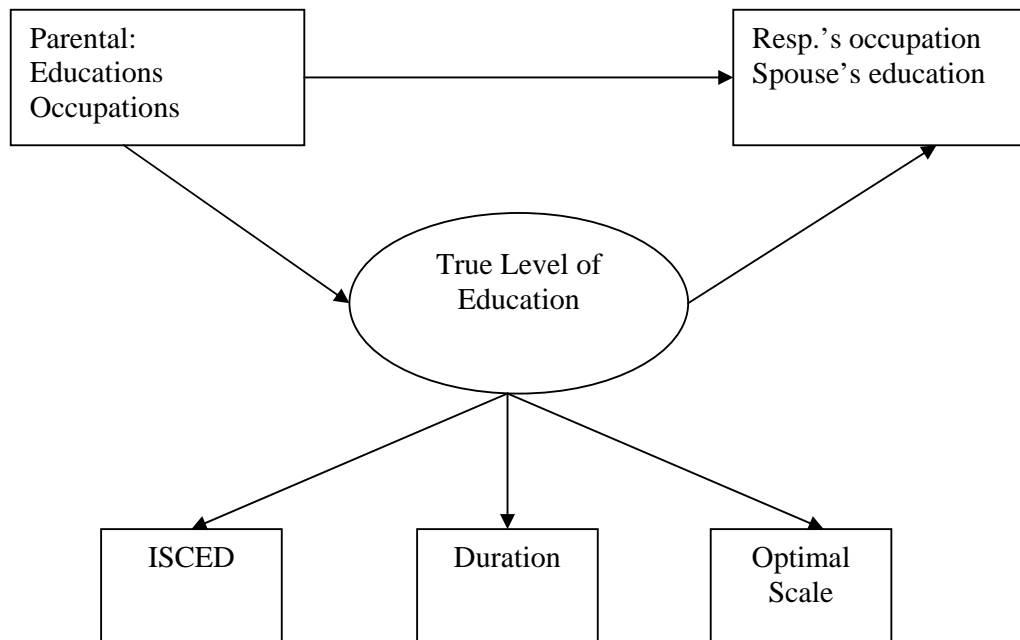 Parental:
Educations
Occupations
Resp.’s occupation
Spouse’s education
True Level of
Education
ISCED
Duration
Optimal
Scale